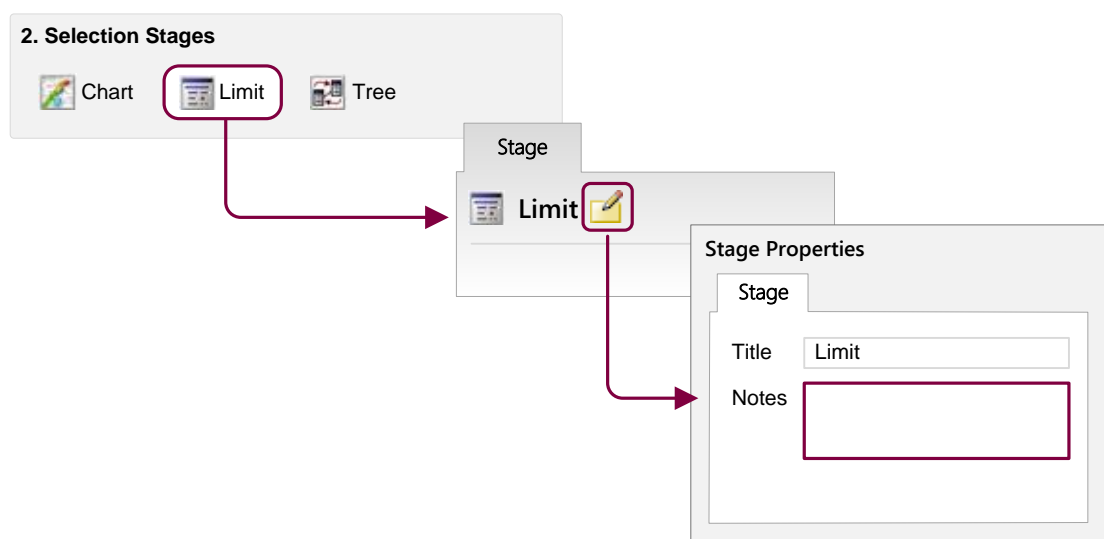 2. Selection Stages
Chart
Limit
Tree
Stage
Limit
Stage Properties
Stage
Title Limit
Notes